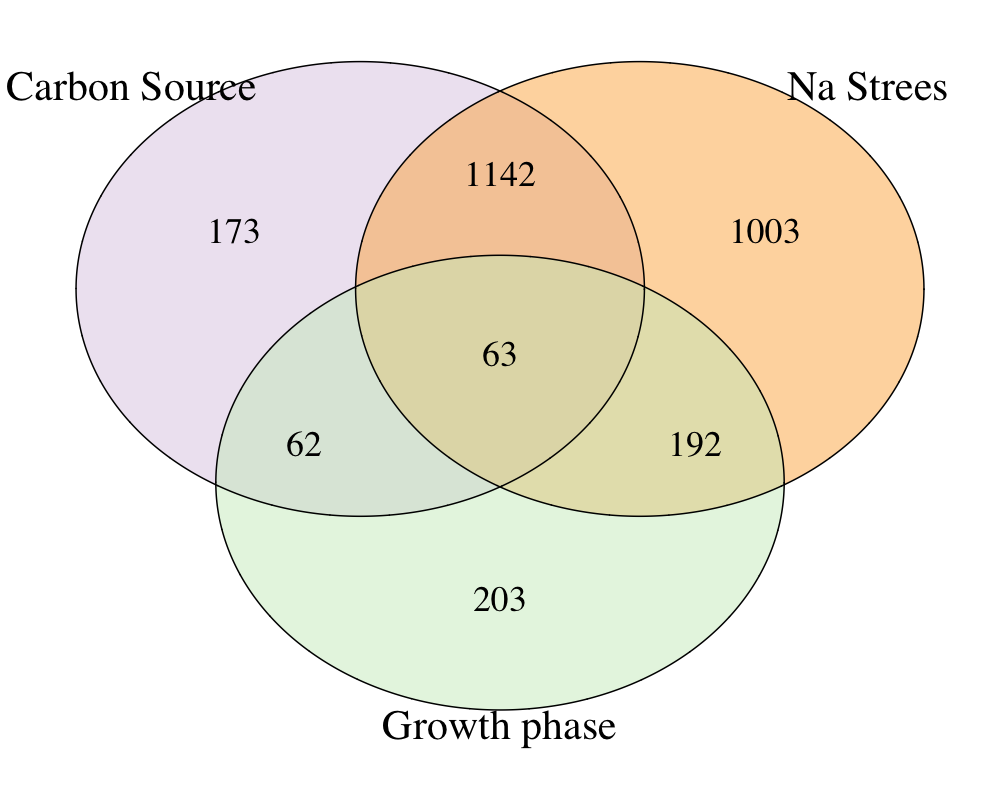 Carbon Source
Na Strees
1142
173
1003
63
62
192
203
Growth phase